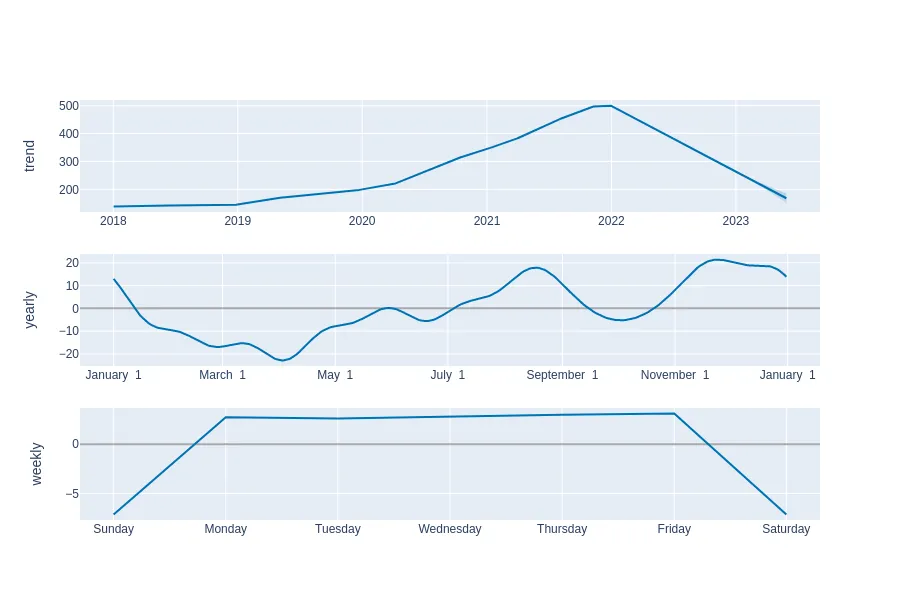 trend
500
400
300
200
2018 2019 2020 2021 2022 2023
yearly
20
10
0
−10
−20
January 1 March 1 May 1 July 1 September 1 November 1 January 1
weekly
0
−5
Sunday Monday Tuesday Wednesday Thursday Friday Saturday